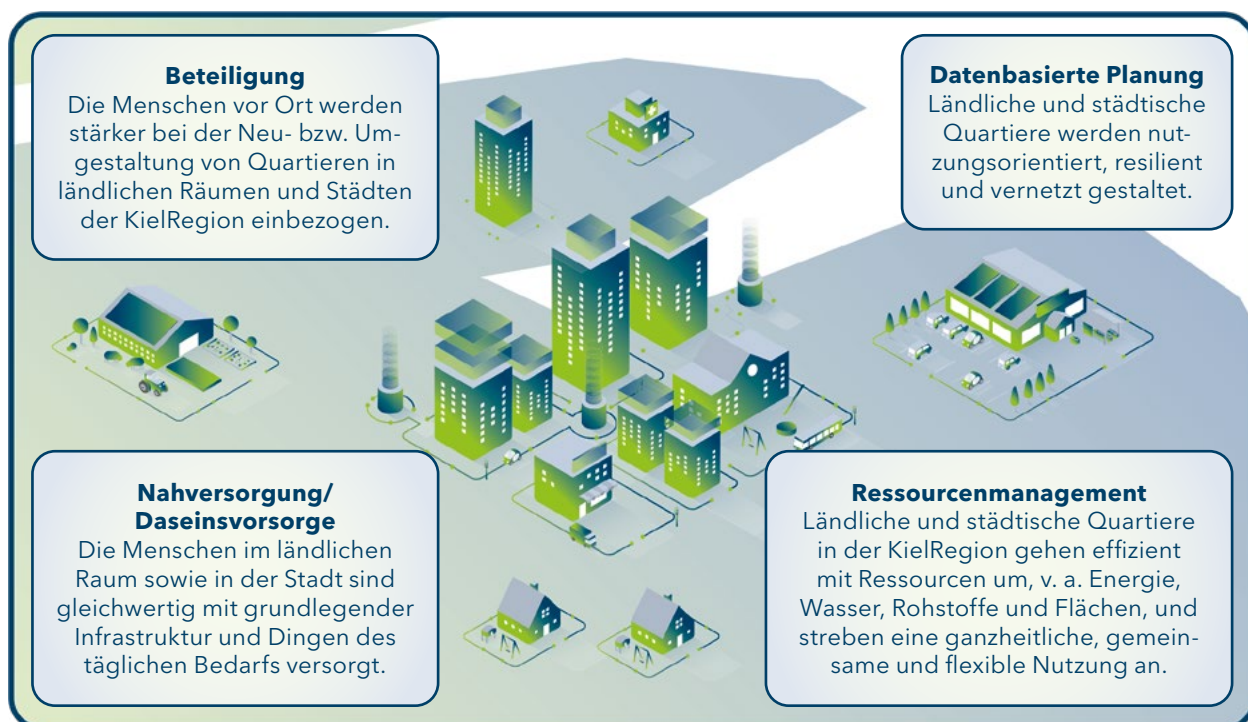 Beteiligung
Die Menschen vor Ort werden
stärker bei der Neu- bzw. Um-
gestaltung von Quartieren in
ländlichen Räumen und Städten
der KielRegion einbezogen.
Datenbasierte Planung
Ländliche und städtische
Quartiere werden nut-
zungsorientiert, resilient
und vernetzt gestaltet.
Nahversorgung/
Daseinsvorsorge
Die Menschen im ländlichen
Raum sowie in der Stadt sind
gleichwertig mit grundlegender
Infrastruktur und Dingen des
täglichen Bedarfs versorgt.
Ressourcenmanagement
Ländliche und städtische Quartiere
in der KielRegion gehen effizient
mit Ressourcen um, v. a. Energie,
Wasser, Rohstoffe und Flächen, und
streben eine ganzheitliche, gemein-
same und flexible Nutzung an.